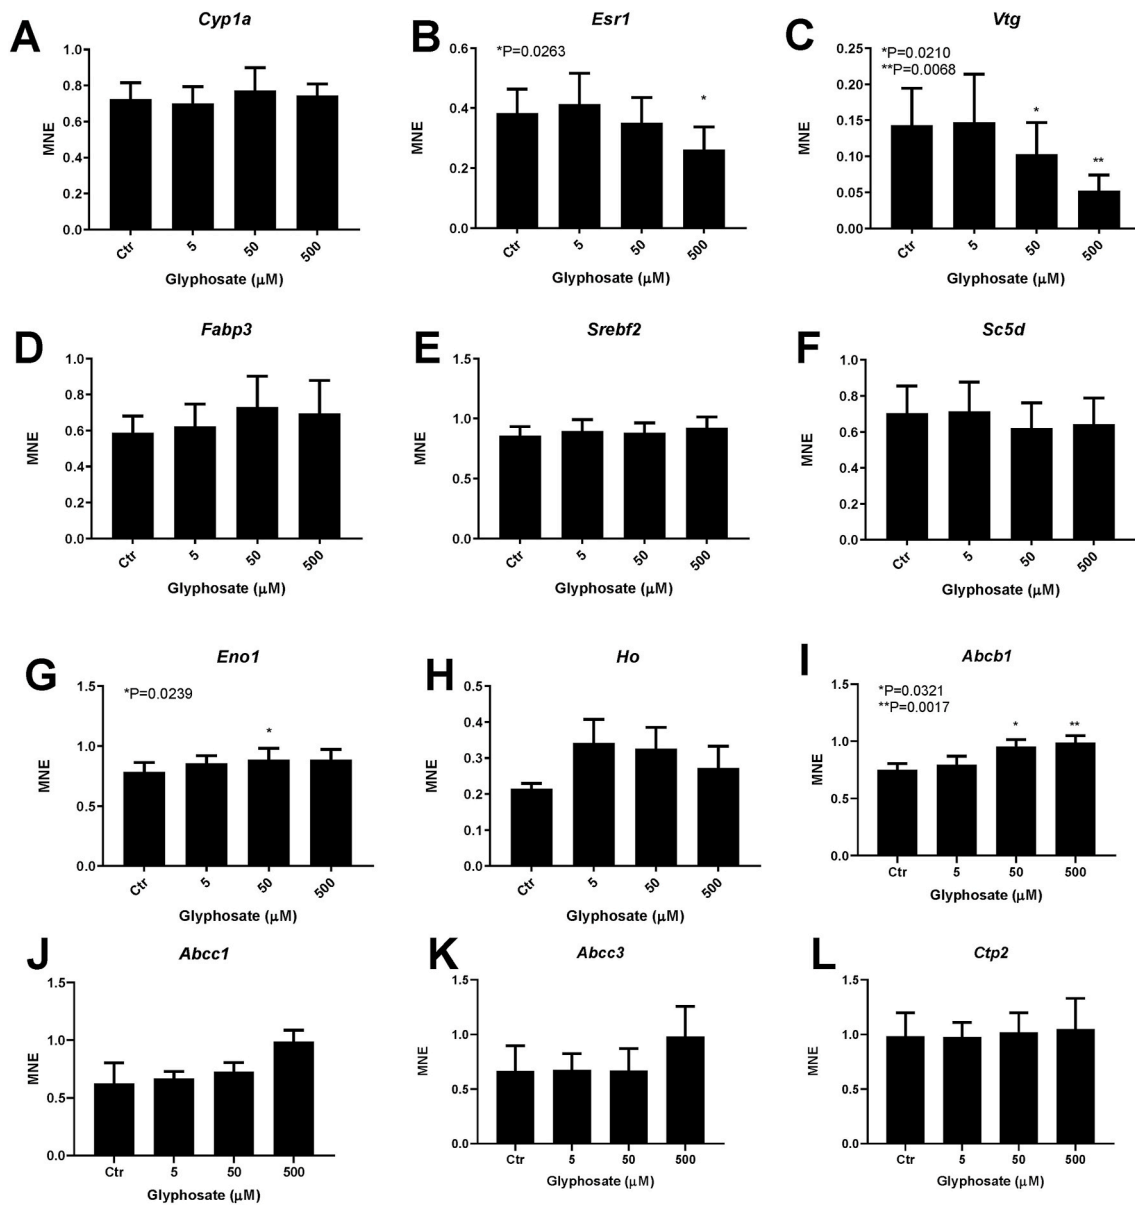 A
Cyp1a
MNE
1.0
0.8
0.6
0.4
0.2
0.0
Ctr
5
50
500
Glyphosate (μM)
B
Esr1
*P=0.0263
MNE
0.6
0.4
0.2
0.0
*
Ctr
5
50
500
Glyphosate (μM)
C
Vtg
*P=0.0210
**P=0.0068
MNE
0.25
0.20
0.15
0.10
0.05
0.00
*
**
Ctr
5
50
500
Glyphosate (μM)
D
Fabp3
MNE
1.0
0.8
0.6
0.4
0.2
0.0
Ctr
5
50
500
Glyphosate (μM)
E
Srebf2
MNE
1.5
1.0
0.5
0.0
Ctr
5
50
500
Glyphosate (μM)
F
Sc5d
MNE
1.0
0.8
0.6
0.4
0.2
0.0
Ctr
5
50
500
Glyphosate (μM)
G
Eno1
*P=0.0239
MNE
1.5
1.0
0.5
0.0
*
Ctr
5
50
500
Glyphosate (μM)
H
Ho
MNE
0.5
0.4
0.3
0.2
0.1
0.0
Ctr
5
50
500
Glyphosate (μM)
I
Abcb1
*P=0.0321
**P=0.0017
MNE
1.5
1.0
0.5
0.0
*
**
Ctr
5
50
500
Glyphosate (μM)
J
Abcc1
MNE
1.5
1.0
0.5
0.0
Ctr
5
50
500
Glyphosate (μM)
K
Abcc3
MNE
1.5
1.0
0.5
0.0
Ctr
5
50
500
Glyphosate (μM)
L
Ctp2
MNE
1.5
1.0
0.5
0.0
Ctr
5
50
500
Glyphosate (μM)